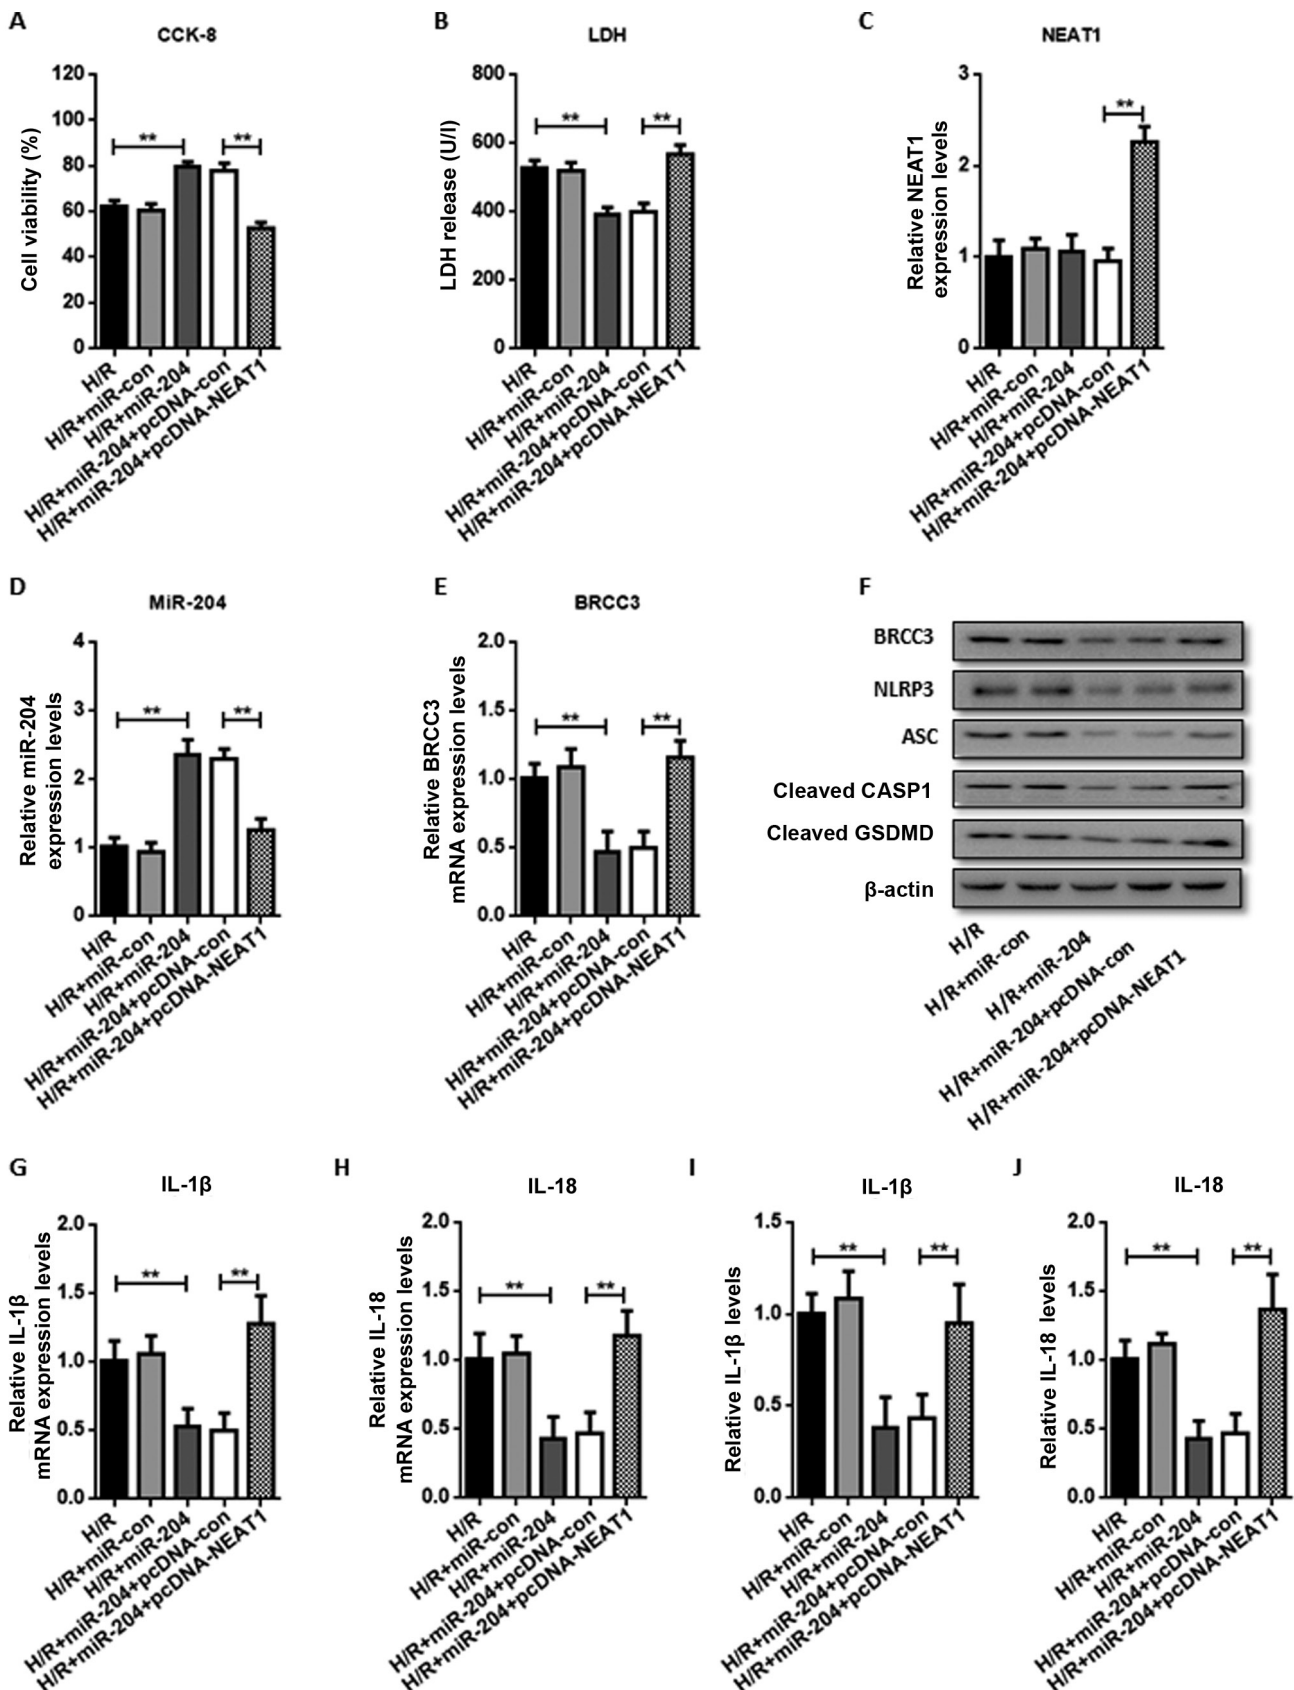 A
CCK-8
Cell viability (%)
120
100
80
60
40
20
0
**
**
H/R
H/R+miR-con
H/R+miR-204
H/R+miR-204+pcDNA-con
H/R+miR-204+pcDNA-NEAT1
B
LDH
LDH release (U/l)
800
600
400
200
0
**
**
H/R
H/R+miR-con
H/R+miR-204
H/R+miR-204+pcDNA-con
H/R+miR-204+pcDNA-NEAT1
C
NEAT1
Relative NEAT1
expression levels
3
2
1
0
**
H/R
H/R+miR-con
H/R+miR-204
H/R+miR-204+pcDNA-con
H/R+miR-204+pcDNA-NEAT1
D
MiR-204
Relative miR-204
expression levels
4
3
2
1
0
**
**
H/R
H/R+miR-con
H/R+miR-204
H/R+miR-204+pcDNA-con
H/R+miR-204+pcDNA-NEAT1
E
BRCC3
Relative BRCC3
mRNA expression levels
2.0
1.5
1.0
0.5
0.0
**
**
H/R
H/R+miR-con
H/R+miR-204
H/R+miR-204+pcDNA-con
H/R+miR-204+pcDNA-NEAT1
F
BRCC3
NLRP3
ASC
Cleaved CASP1
Cleaved GSDMD
β-actin
H/R
H/R+miR-con
H/R+miR-204
H/R+miR-204+pcDNA-con
H/R+miR-204+pcDNA-NEAT1
G
IL-1β
Relative IL-1β
mRNA expression levels
2.0
1.5
1.0
0.5
0.0
**
**
H/R
H/R+miR-con
H/R+miR-204
H/R+miR-204+pcDNA-con
H/R+miR-204+pcDNA-NEAT1
H
IL-18
Relative IL-18
mRNA expression levels
2.0
1.5
1.0
0.5
0.0
**
**
H/R
H/R+miR-con
H/R+miR-204
H/R+miR-204+pcDNA-con
H/R+miR-204+pcDNA-NEAT1
I
IL-1β
Relative IL-1β levels
1.5
1.0
0.5
0.0
**
**
H/R
H/R+miR-con
H/R+miR-204
H/R+miR-204+pcDNA-con
H/R+miR-204+pcDNA-NEAT1
J
IL-18
Relative IL-18 levels
2.0
1.5
1.0
0.5
0.0
**
**
H/R
H/R+miR-con
H/R+miR-204
H/R+miR-204+pcDNA-con
H/R+miR-204+pcDNA-NEAT1